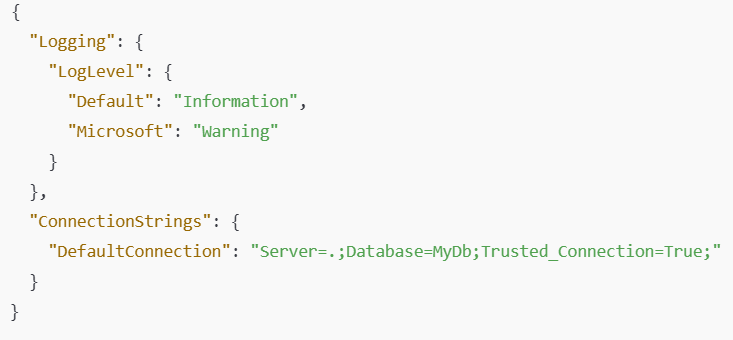 {
  "Logging": {
    "LogLevel": {
      "Default": "Information",
      "Microsoft": "Warning"
    }
  },
  "ConnectionStrings": {
    "DefaultConnection": "Server=.;Database=MyDb;Trusted_Connection=True;"
  }
}